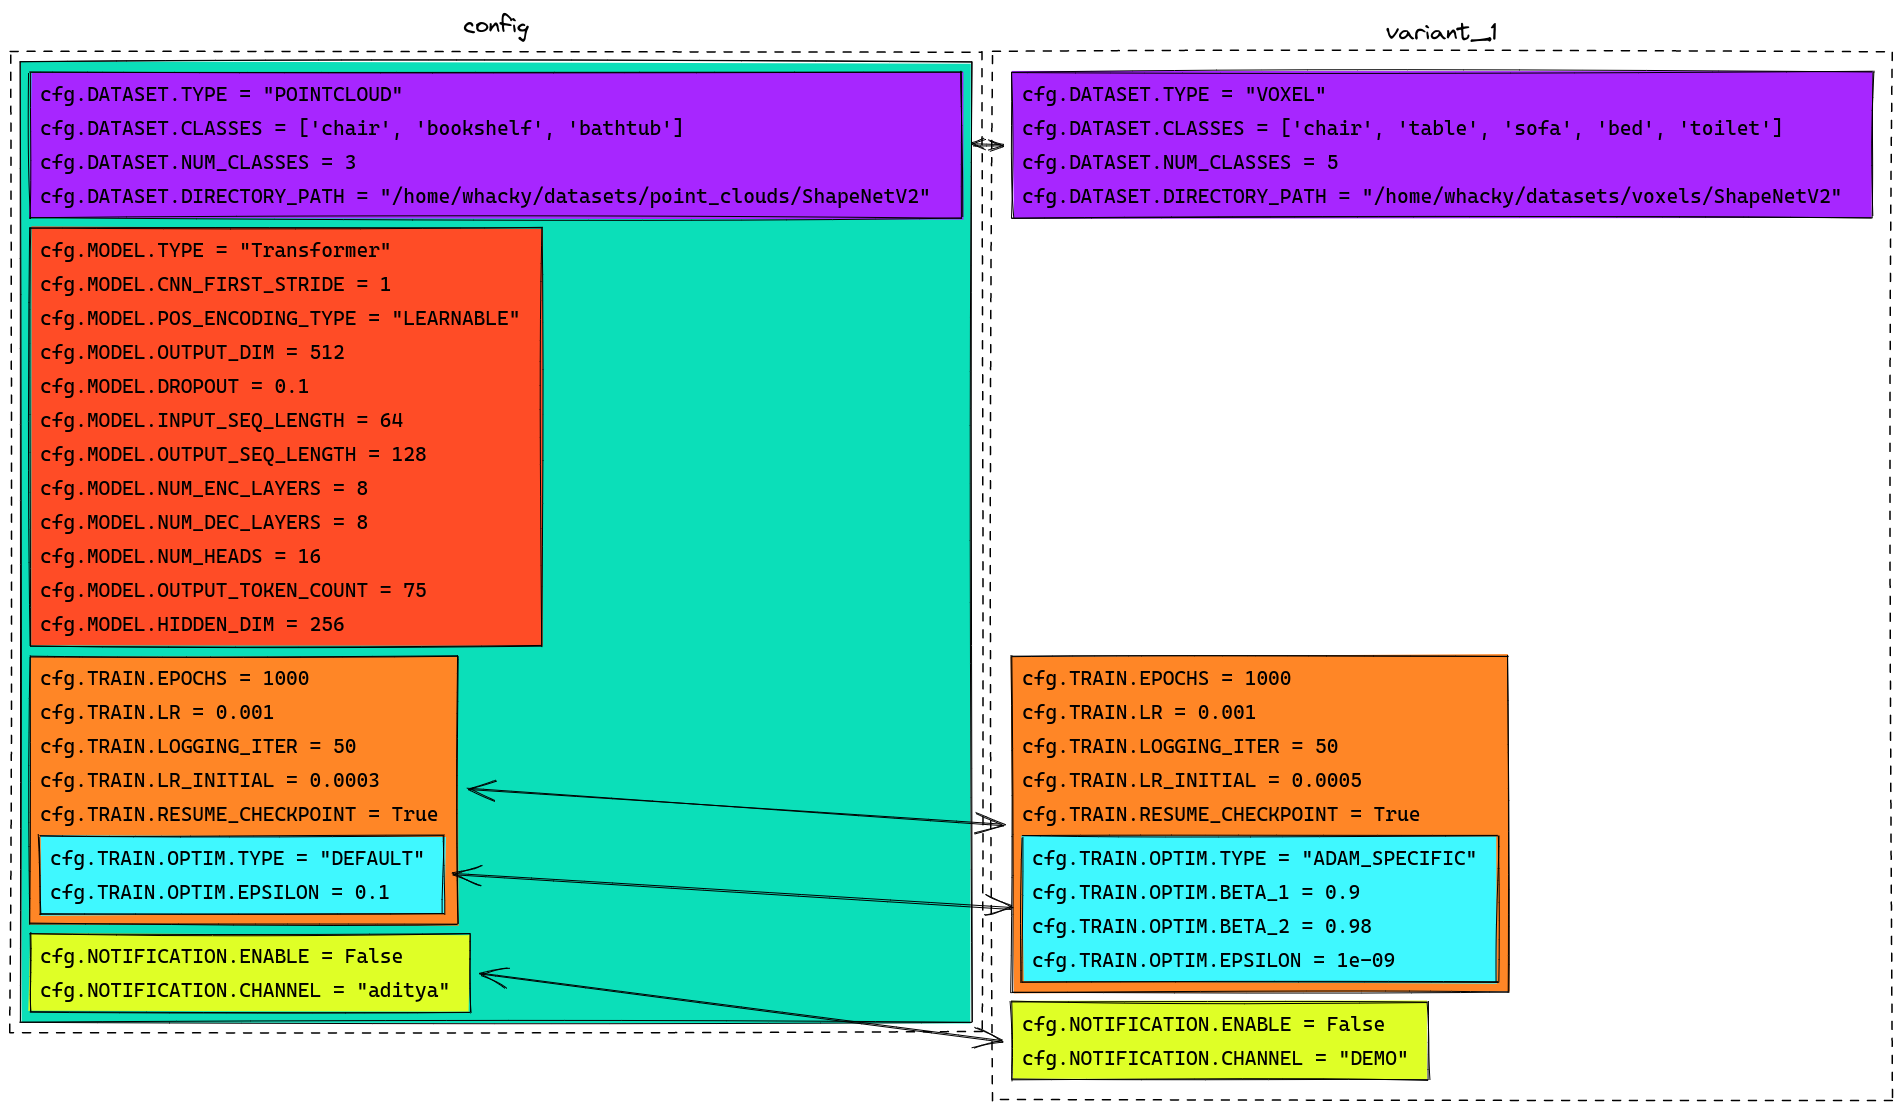 config
cfg.DATASET.TYPE = "POINTCLOUD"
cfg.DATASET.CLASSES = ['chair', 'bookshelf', 'bathtub']
cfg.DATASET.NUM_CLASSES = 3
cfg.DATASET.DIRECTORY_PATH = "/home/whacky/datasets/point_clouds/ShapeNetV2"
cfg.MODEL.TYPE = "Transformer"
cfg.MODEL.CNN_FIRST_STRIDE = 1
cfg.MODEL.POS_ENCODING_TYPE = "LEARNABLE"
cfg.MODEL.OUTPUT_DIM = 512
cfg.MODEL.DROPOUT = 0.1
cfg.MODEL.INPUT_SEQ_LENGTH = 64
cfg.MODEL.OUTPUT_SEQ_LENGTH = 128
cfg.MODEL.NUM_ENC_LAYERS = 8
cfg.MODEL.NUM_DEC_LAYERS = 8
cfg.MODEL.NUM_HEADS = 16
cfg.MODEL.OUTPUT_TOKEN_COUNT = 75
cfg.MODEL.HIDDEN_DIM = 256
cfg.TRAIN.EPOCHS = 1000
cfg.TRAIN.LR = 0.001
cfg.TRAIN.LOGGING_ITER = 50
cfg.TRAIN.LR_INITIAL = 0.0003
cfg.TRAIN.RESUME_CHECKPOINT = True
cfg.TRAIN.OPTIM.TYPE = "DEFAULT"
cfg.TRAIN.OPTIM.EPSILON = 0.1
cfg.NOTIFICATION.ENABLE = False
cfg.NOTIFICATION.CHANNEL = "aditya"
variant_1
cfg.DATASET.TYPE = "VOXEL"
cfg.DATASET.CLASSES = ['chair', 'table', 'sofa', 'bed', 'toilet']
cfg.DATASET.NUM_CLASSES = 5
cfg.DATASET.DIRECTORY_PATH = "/home/whacky/datasets/voxels/ShapeNetV2"
cfg.TRAIN.EPOCHS = 1000
cfg.TRAIN.LR = 0.001
cfg.TRAIN.LOGGING_ITER = 50
cfg.TRAIN.LR_INITIAL = 0.0005
cfg.TRAIN.RESUME_CHECKPOINT = True
cfg.TRAIN.OPTIM.TYPE = "ADAM_SPECIFIC"
cfg.TRAIN.OPTIM.BETA_1 = 0.9
cfg.TRAIN.OPTIM.BETA_2 = 0.98
cfg.TRAIN.OPTIM.EPSILON = 1e-09
cfg.NOTIFICATION.ENABLE = False
cfg.NOTIFICATION.CHANNEL = "DEMO"